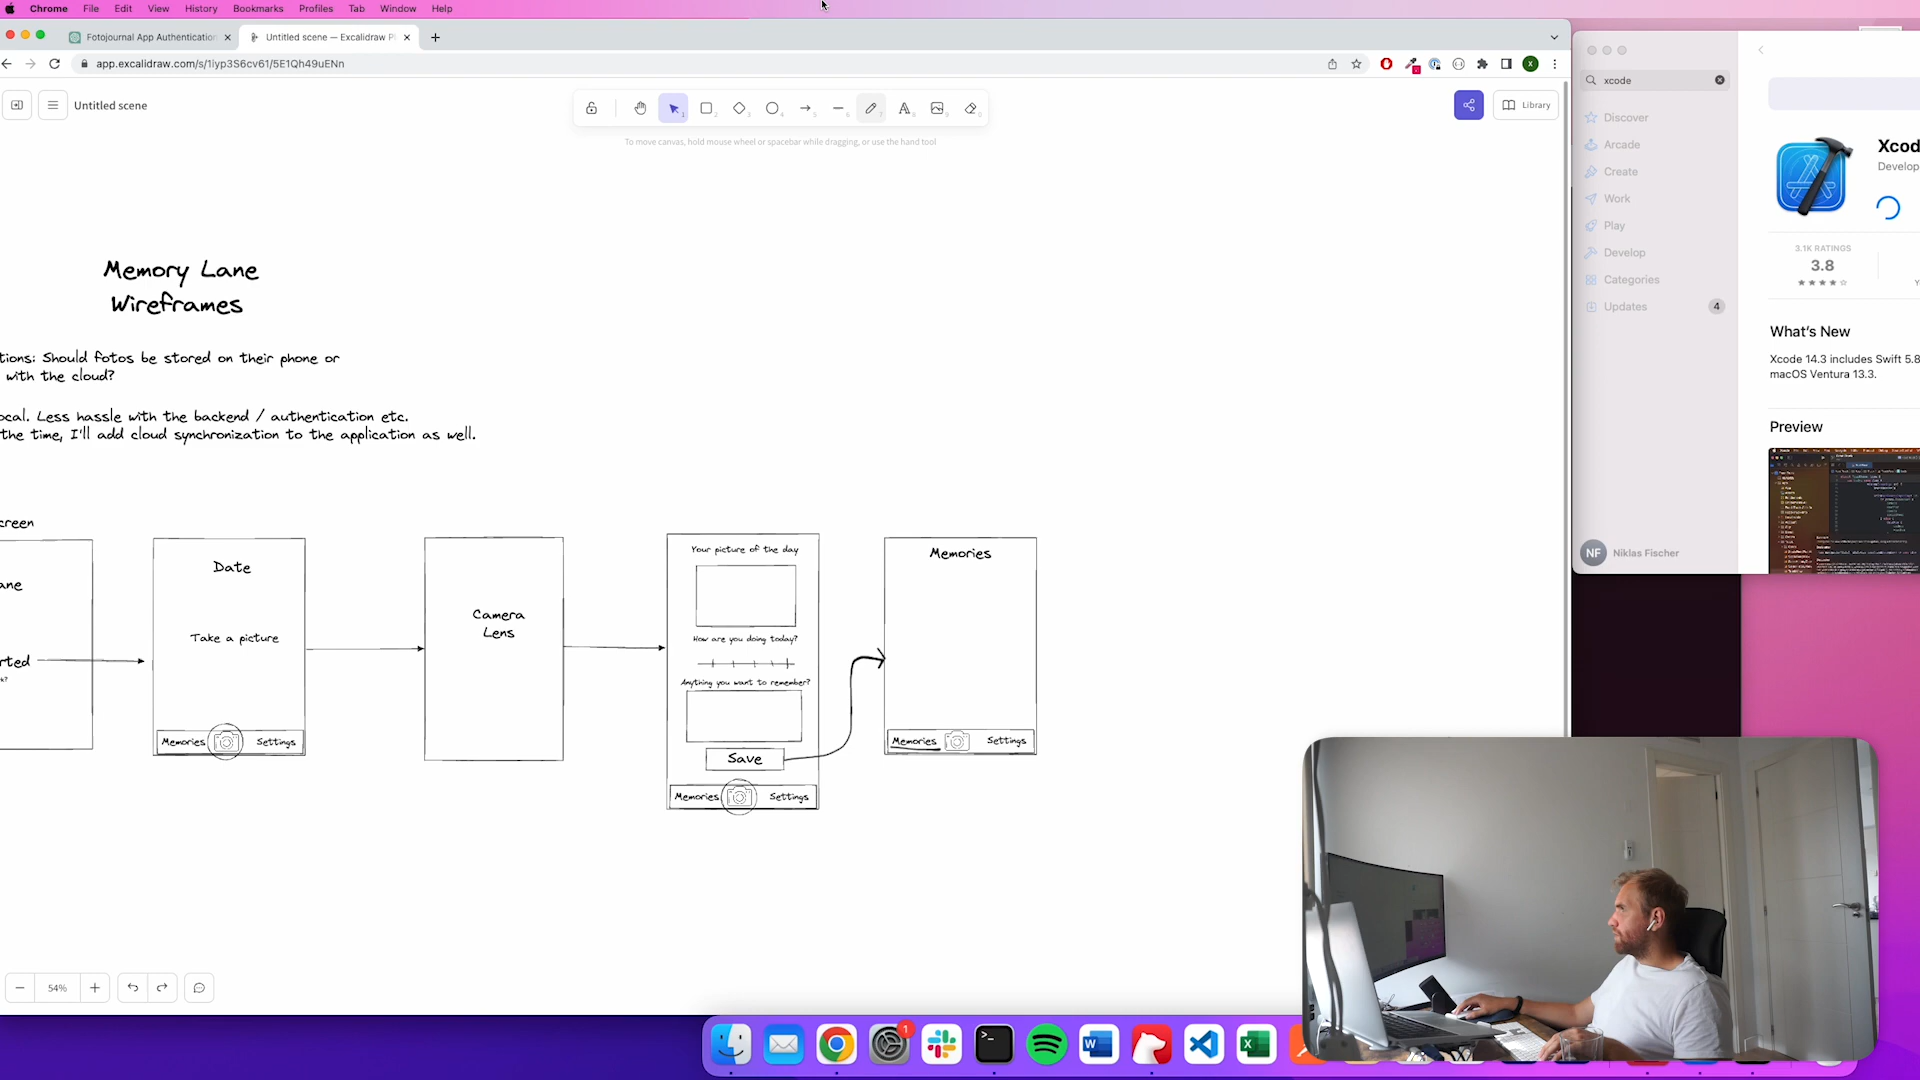 Chrome File Edit View History Bookmarks Profiles Tab Window Help
Fotojournal App Authentication
Untitled scene — Excalidraw Pl
app.excalidraw.com/s/1iyp3S6cv61/5E1Qh49uENn
Untitled scene
Library
To move canvas, hold mouse wheel or spacebar while dragging, or use the hand tool
Memory Lane
Wireframes
tions: Should fotos be stored on their phone or
with the cloud?
ocal. Less hassle with the backend / authentication etc.
the time, I'll add cloud synchronization to the application as well.
creen
ane
rted
Date
Take a picture
Memories
Settings
Camera
Lens
Your picture of the day
How are you doing today?
Anything you want to remember?
Save
Memories
Settings
Memories
Memories
Settings
54%
xcode
Discover
Arcade
Create
Work
Play
Develop
Categories
Updates 4
NF Niklas Fischer
Xcod
Develop
3.1K RATINGS
3.8
What's New
Xcode 14.3 includes Swift 5.8
macOS Ventura 13.3.
Preview
1